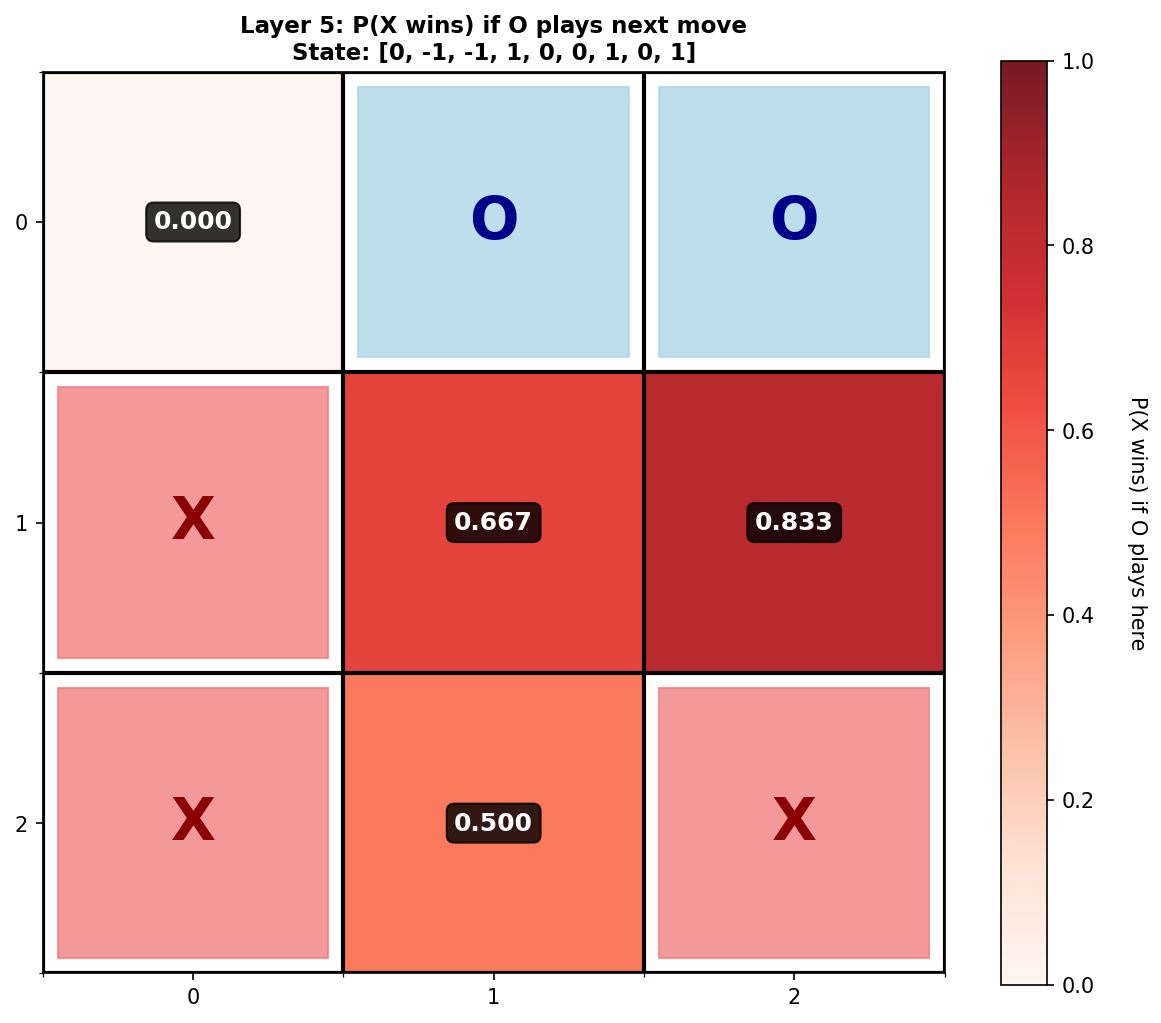 Layer 5: P(X wins) if O plays next move
State: [0, -1, -1, 1, 0, 0, 1, 0, 1]
0
0.000
O
O
1
X
0.667
0.833
2
X
0.500
X
0
1
2
1.0
0.8
0.6
0.4
0.2
0.0
P(X wins) if O plays here